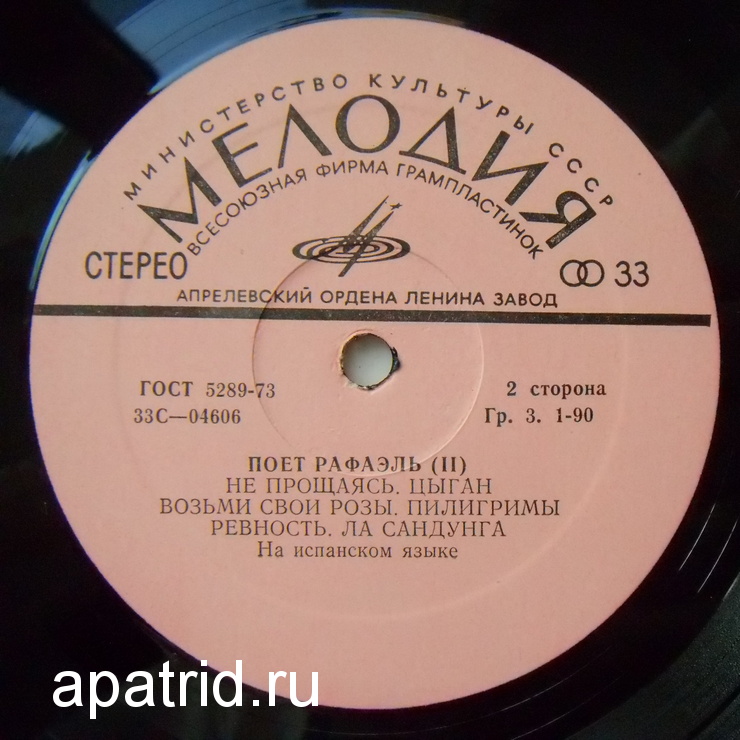 МИНИСТЕРСТВО КУЛЬТУРЫ СССР
МЕЛОДИЯ
ВСЕСОЮЗНАЯ ФИРМА ГРАМПЛАСТИНОК
СТЕРЕО
33
АПРЕЛЕВСКИЙ ОРДЕНА ЛЕНИНА ЗАВОД
ГОСТ 5289-73
2 сторона
33С—04606
Гр. 3. 1-90
ПОЕТ РАФАЭЛЬ (II)
НЕ ПРОЩАЯСЬ. ЦЫГАН
ВОЗЬМИ СВОИ РОЗЫ. ПИЛИГРИМЫ
РЕВНОСТЬ. ЛА САНДУНГА
На испанском языке
apatrid.ru